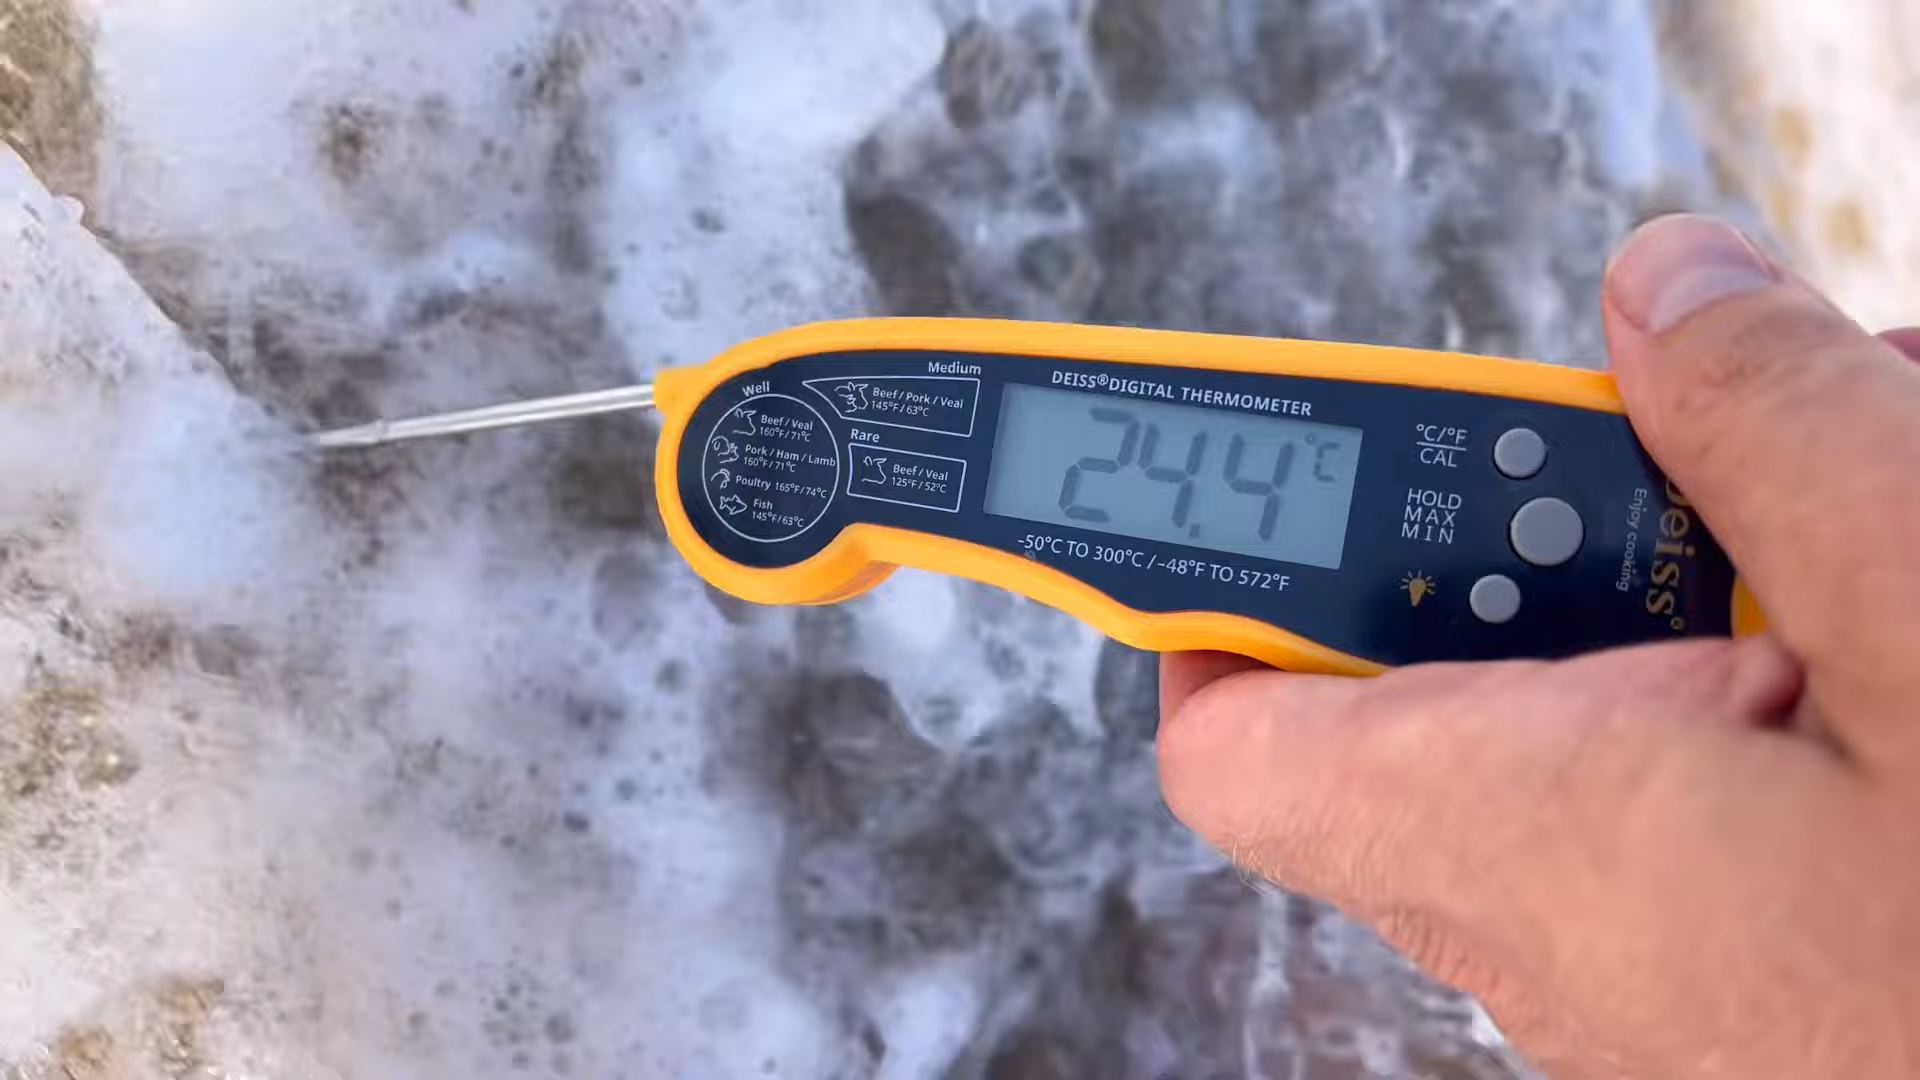 Well
Beef / Veal
160°F/71°C
Pork / Ham / Lamb
160°F/71°C
Poultry 165°F/74°C
Fish
145°F/63°C
Medium
Beef / Pork / Veal
145°F/63°C
Rare
Beef / Veal
125°F/52°C
DEISS®DIGITAL THERMOMETER
24.4°C
-50°C TO 300°C /-48°F TO 572°F
°C/°F
CAL
HOLD
MAX
MIN
Enjoy cooking
Deiss®